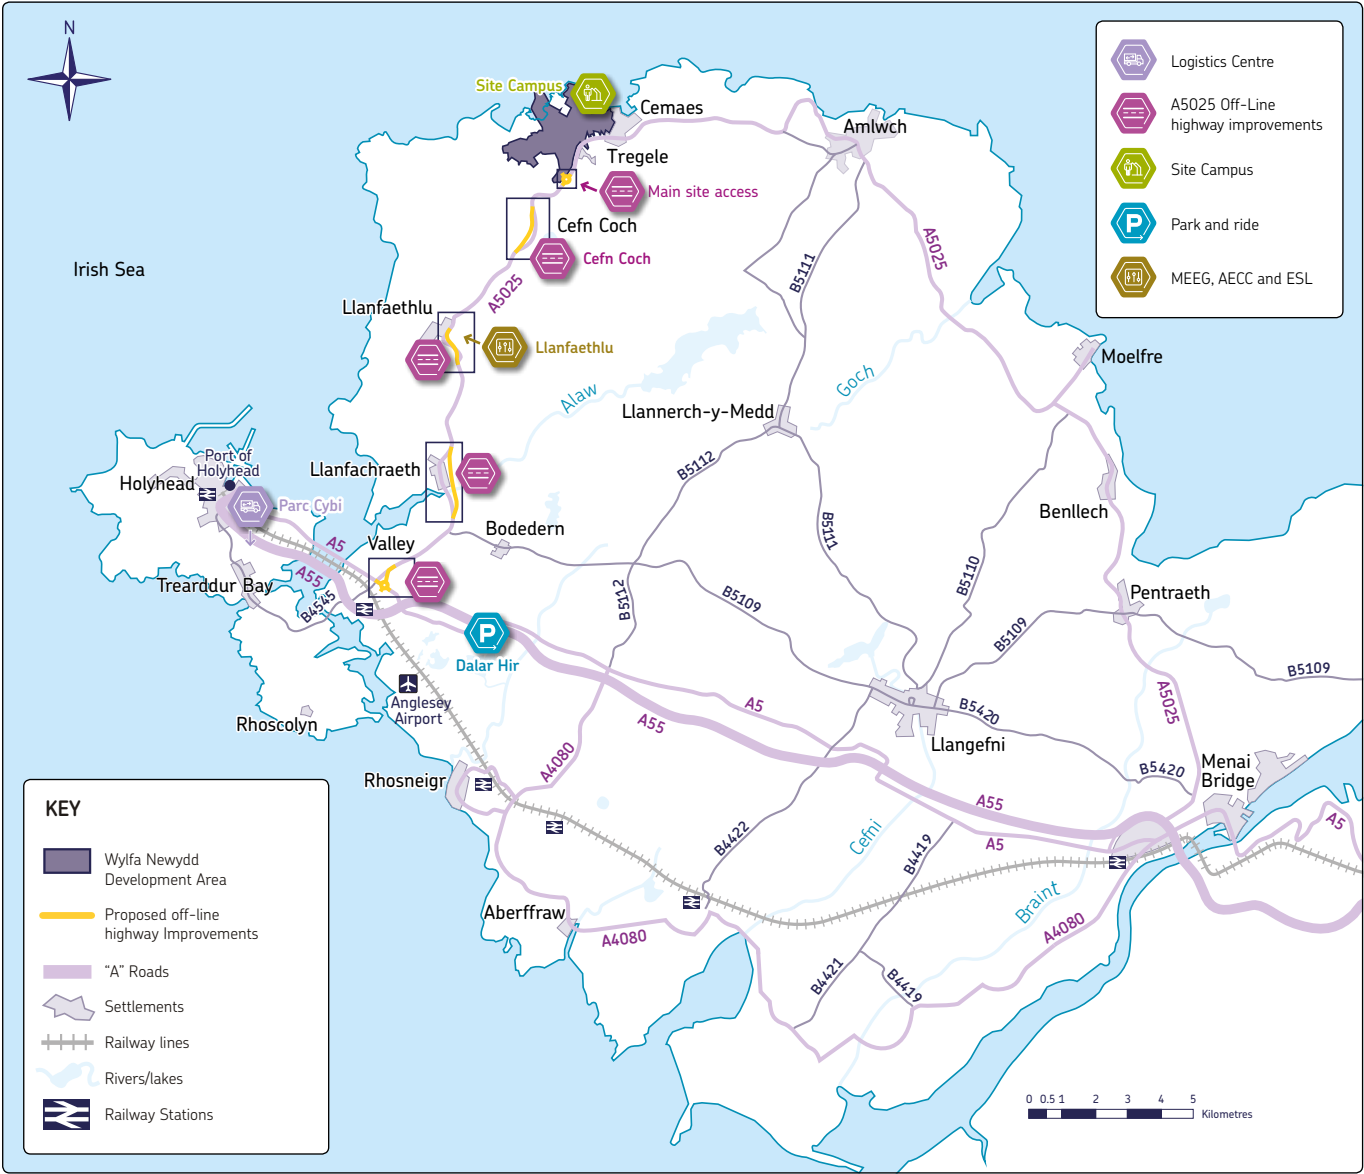 N
Site Campus
Cemaes
Amlwch
Tregele
Main site access
Cefn Coch
Cefn Coch
A5025
A5025
B5111
Irish Sea
Llanfaethlu
Llanfaethlu
Moelfre
Alaw
Goch
Llannerch-y-Medd
B5112
Llanfachraeth
Port of
Holyhead
Holyhead
Parc Cybi
Bodedern
B5111
Benllech
Valley
A5
A55
B4545
Trearddur Bay
B5112
B5109
B5110
B5109
Pentraeth
B5109
Dalar Hir
Anglesey
Airport
Rhoscolyn
A5
A55
B5420
A5025
Llangefni
A4080
Rhosneigr
B5420
Menai
Bridge
A55
A5
A5
B4422
Cefni
B4419
Braint
Aberffraw
A4080
A4080
B4421
B4419
Logistics Centre
A5025 Off-Line
highway improvements
Site Campus
P
Park and ride
MEEG, AECC and ESL
P
KEY
Wylfa Newydd
Development Area
Proposed off-line
highway Improvements
“A” Roads
Settlements
Railway lines
Rivers/lakes
Railway Stations
0 0.5 1 2 3 4 5
Kilometres